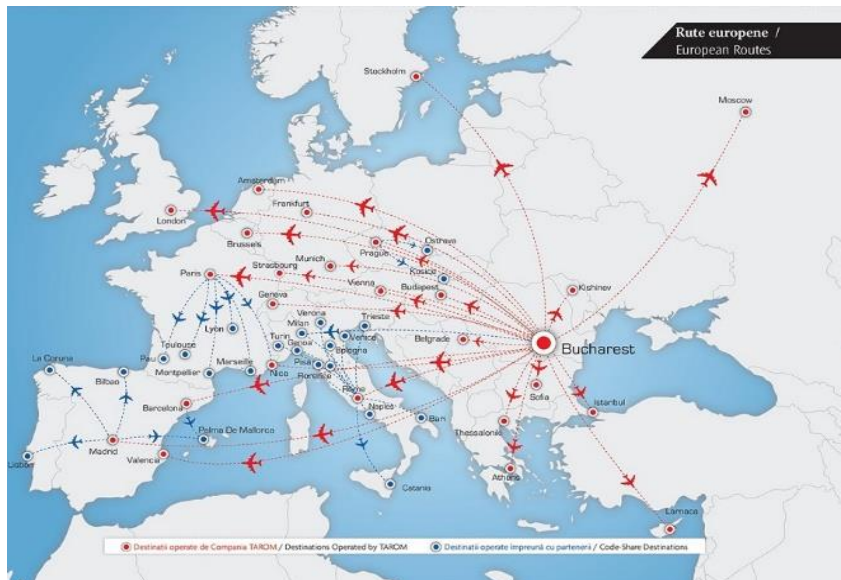 Rute europene /
European Routes
Stockholm
Moscow
Amsterdam
Frankfurt
London
Brussels
Prague
Ostrava
Paris
Strasbourg
Munich
Kosice
Vienna
Budapest
Kishinev
Geneva
Verona
Milan
Trieste
Lyon
Turin
Venice
Genoa
Bologna
Belgrade
Bucharest
Toulouse
Pau
Montpellier
Marseille
Nice
Pisa
La Coruna
Bilbao
Barcelona
Rome
Sofia
Naples
Istanbul
Bari
Palma De Mallorca
Thessalonic
Madrid
Valencia
Lisbon
Athens
Catania
Larnaca
Destinații operate de Compania TAROM / Destinations Operated by TAROM
Destinații operate împreună cu partenerii / Code-Share Destinations